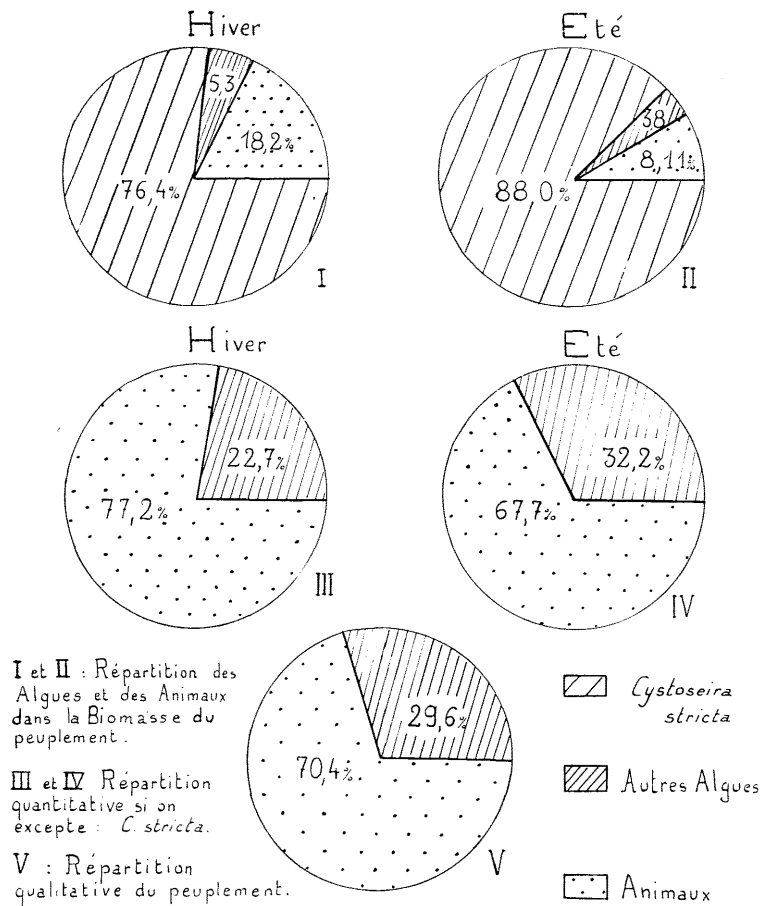 Hiver
Eté
5,3
18,2%
76,4%
I
38
8,11%
88,0%
II
Hiver
Eté
22,7%
77,2%
III
32,2%
67,7%
IV
29,6%
70,4%
V
I et II : Répartition des
Algues et des Animaux
dans la Biomasse du
peuplement.
III et IV Répartition
quantitative si on
excepte : C. stricta.
V : Répartition
qualitative du peuplement.
Cystoseira
stricta
Autres Algues
Animaux